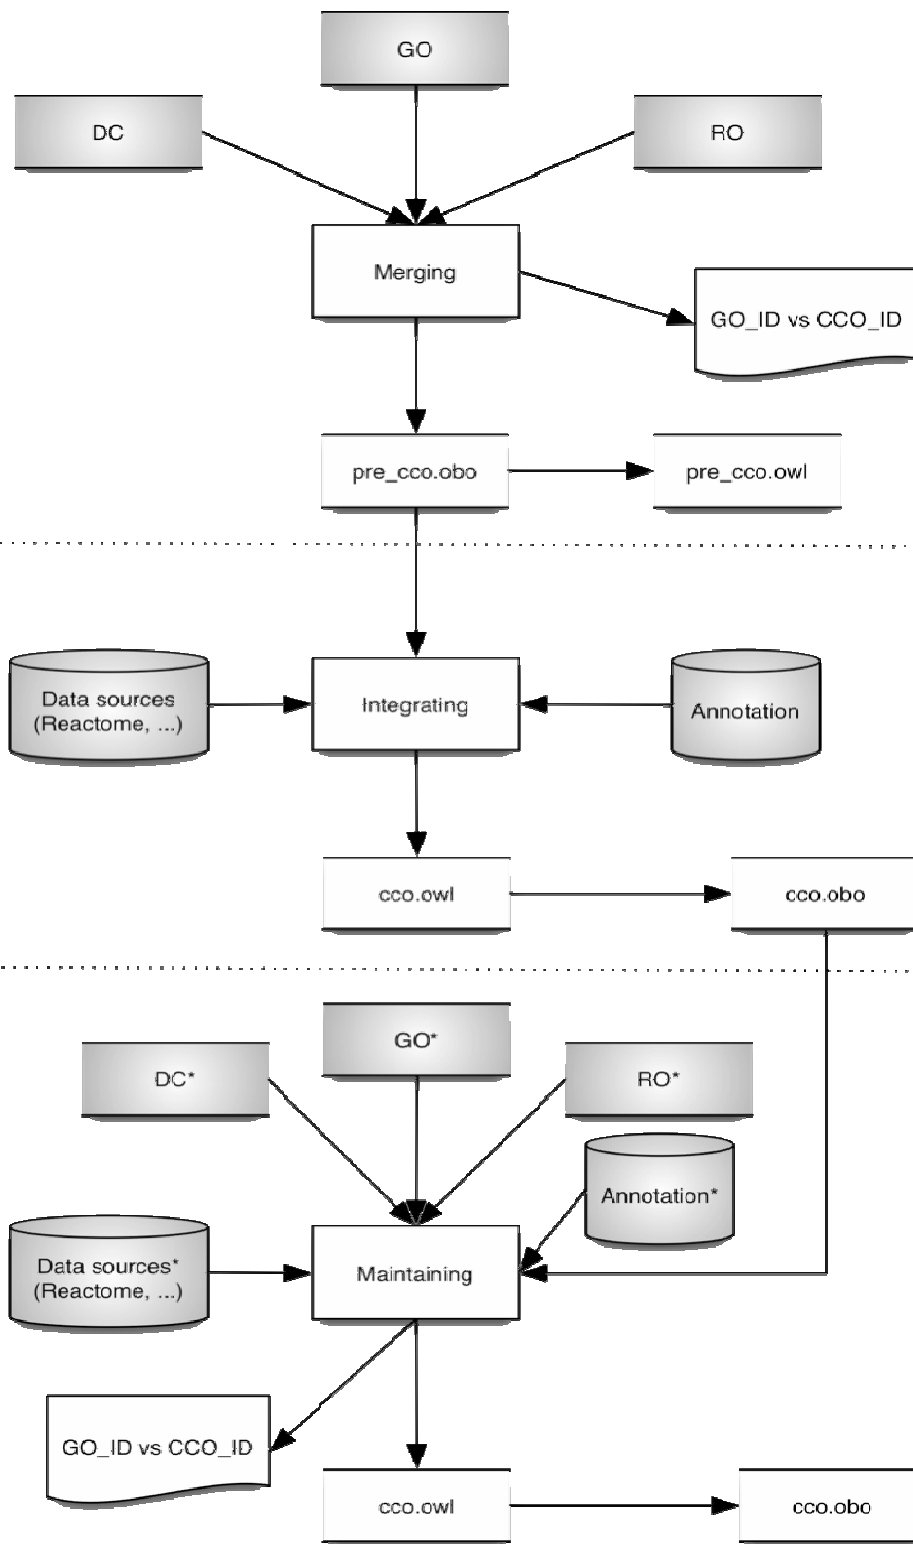 GO
DC
RO
Merging
GO_ID vs CCO_ID
pre_cco.obo
pre_cco.owl
Data sources
(Reactome, ...)
Integrating
Annotation
cco.owl
cco.obo
GO*
DC*
RO*
Annotation*
Data sources*
(Reactome, ...)
Maintaining
GO_ID vs CCO_ID
cco.owl
cco.obo